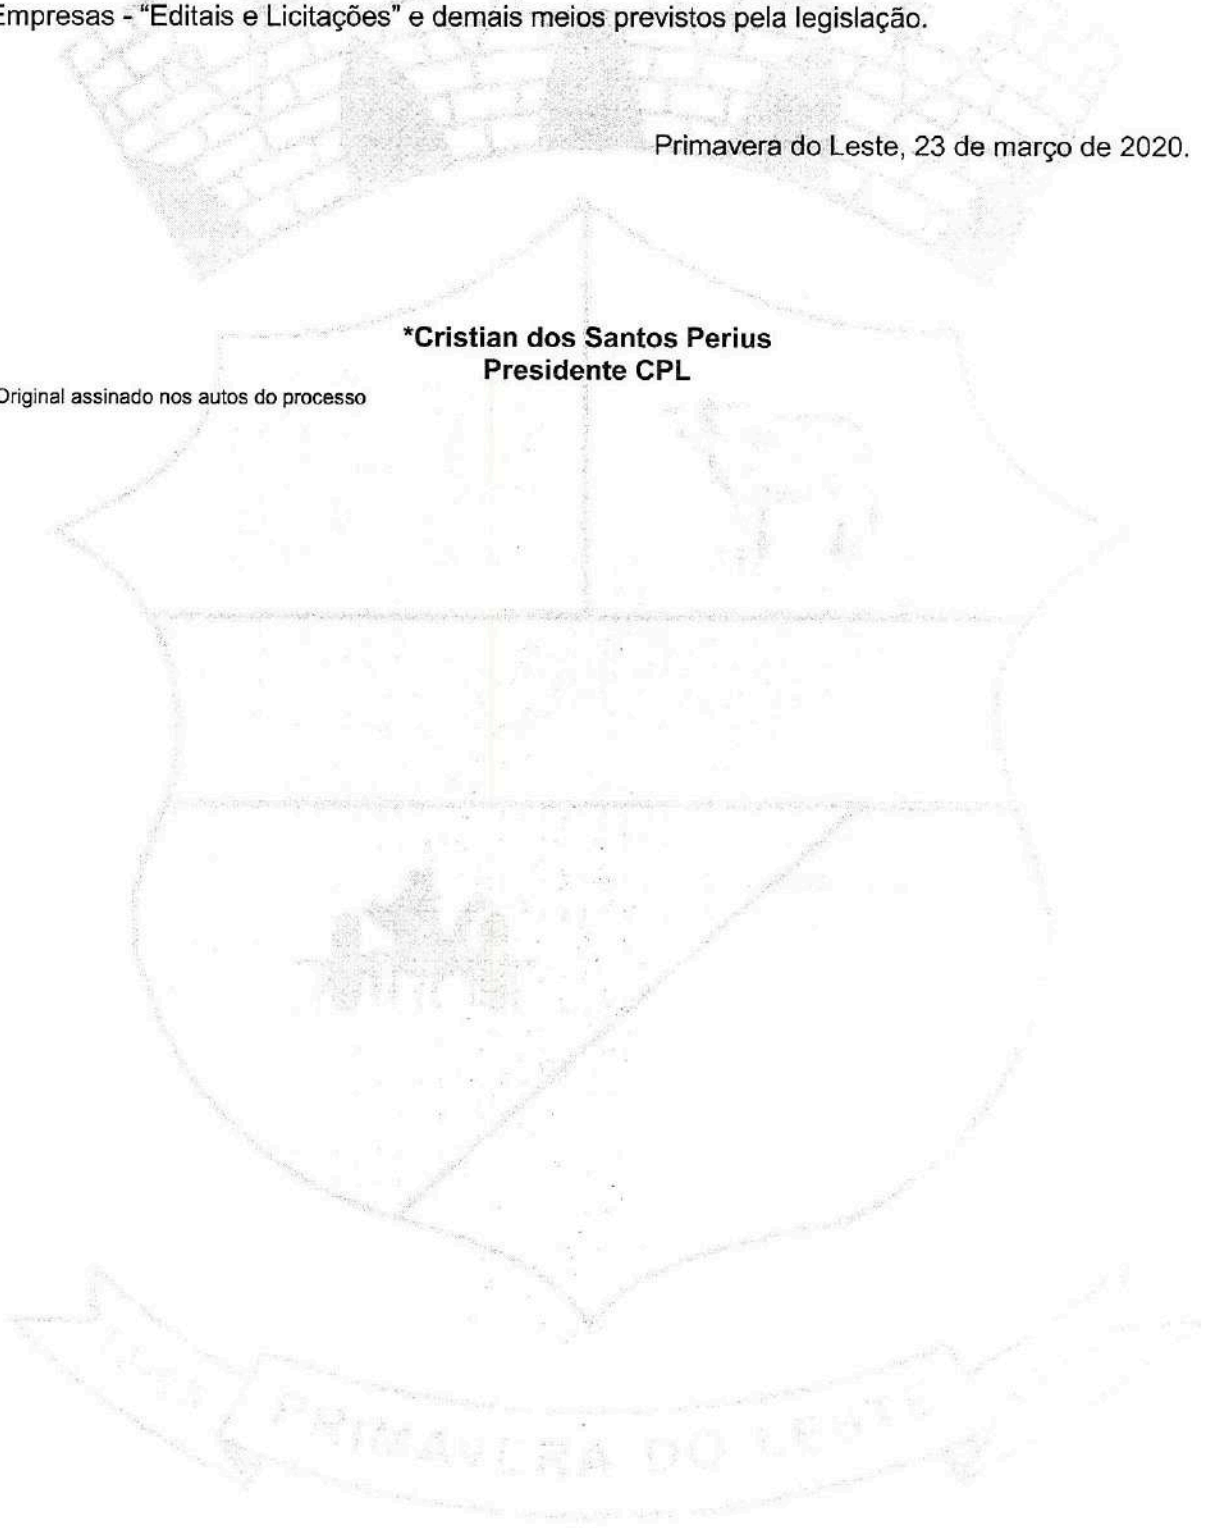 Empresas - “Editais e Licitações” e demais meios previstos pela legislação.
Primavera do Leste, 23 de março de 2020.
*Cristian dos Santos Perius
Presidente CPL
Original assinado nos autos do processo
PRIMAVERA DO LESTE